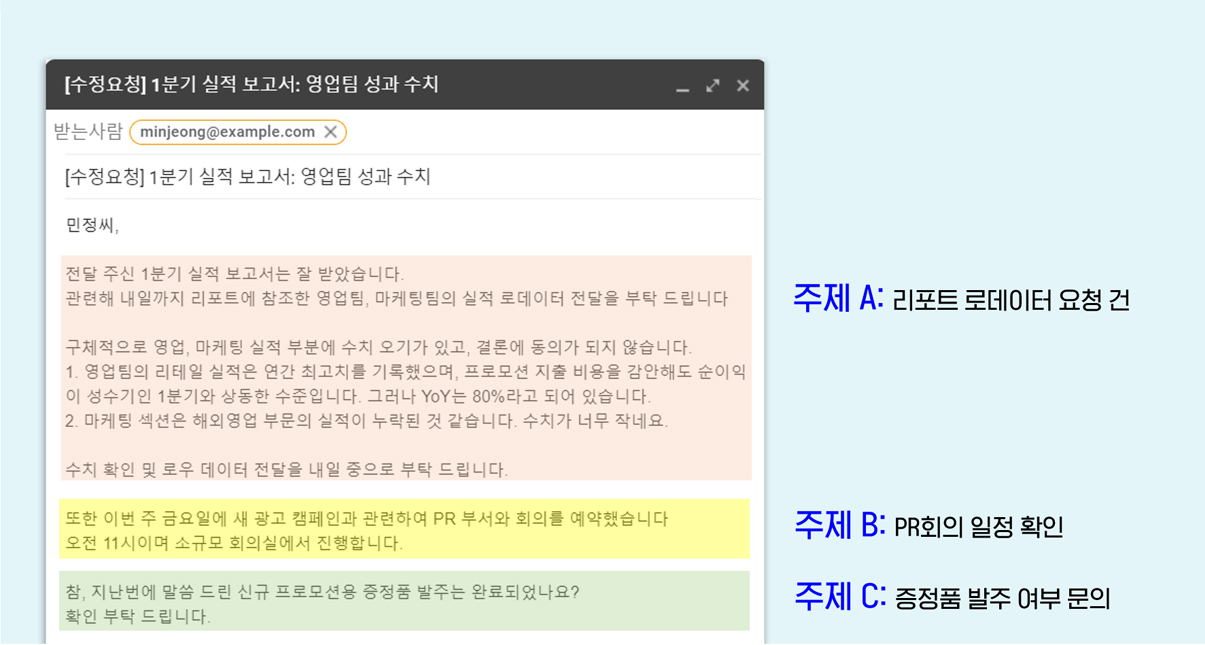 [수정요청] 1분기 실적 보고서: 영업팀 성과 수치
받는사람 minjeong@example.com
[수정요청] 1분기 실적 보고서: 영업팀 성과 수치
민정씨,
전달 주신 1분기 실적 보고서는 잘 받았습니다.
관련해 내일까지 리포트에 참조한 영업팀, 마케팅팀의 실적 로데이터 전달을 부탁 드립니다
구체적으로 영업, 마케팅 실적 부분에 수치 오기가 있고, 결론에 동의가 되지 않습니다.
1. 영업팀의 리테일 실적은 연간 최고치를 기록했으며, 프로모션 지출 비용을 감안해도 순이익
이 성수기인 1분기와 상동한 수준입니다. 그러나 YoY는 80%라고 되어 있습니다.
2. 마케팅 섹션은 해외영업 부문의 실적이 누락된 것 같습니다. 수치가 너무 작네요.
수치 확인 및 로우 데이터 전달을 내일 중으로 부탁 드립니다.
주제 A: 리포트 로데이터 요청 건
또한 이번 주 금요일에 새 광고 캠페인과 관련하여 PR 부서와 회의를 예약했습니다
오전 11시이며 소규모 회의실에서 진행합니다.
주제 B: PR회의 일정 확인
참, 지난번에 말씀 드린 신규 프로모션용 증정품 발주는 완료되었나요?
확인 부탁 드립니다.
주제 C: 증정품 발주 여부 문의